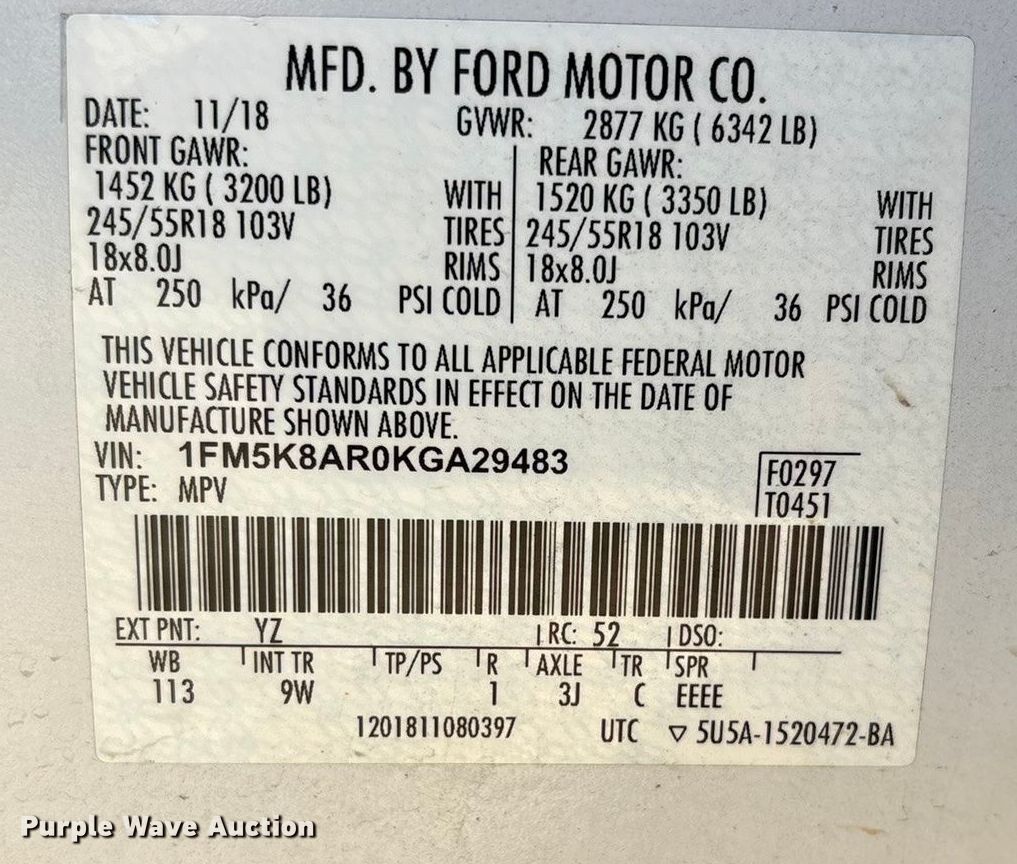 MFD. BY FORD MOTOR CO.
DATE: 11/18 GVWR: 2877 KG ( 6342 LB)
FRONT GAWR: REAR GAWR:
1452 KG ( 3200 LB) WITH 1520 KG ( 3350 LB) WITH
245/55R18 103V TIRES 245/55R18 103V TIRES
18x8.0J RIMS 18x8.0J RIMS
AT 250 kPa/ 36 PSI COLD AT 250 kPa/ 36 PSI COLD
THIS VEHICLE CONFORMS TO ALL APPLICABLE FEDERAL MOTOR
VEHICLE SAFETY STANDARDS IN EFFECT ON THE DATE OF
MANUFACTURE SHOWN ABOVE.
VIN: 1FM5K8AR0KGA29483
F0297
TYPE: MPV
T0451
EXT PNT: YZ RC: 52 DSO:
WB INT TR TP/PS R AXLE TR SPR
113 9W 1 3J C EEEE
1201811080397 UTC ▽ 5U5A-1520472-BA
Purple Wave Auction